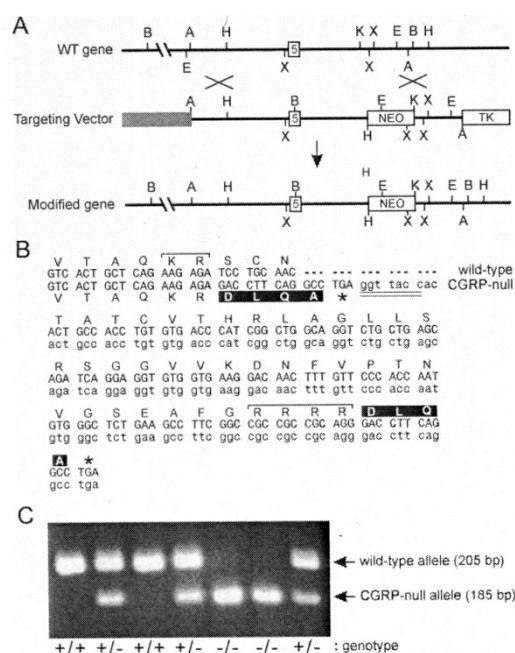 A
B A H K X E B H
WT gene 5
E X X A
A H B E K X E
Targeting Vector 5 NEO TK
X H X A
H
B A H B E K X E B H
Modified gene 5 NEO
X H X A
B
V T A Q K R S C N
GTC ACT GCT CAG AAG AGA TCC TGC AAC --- --- --- --- --- --- --- wild-type
GTC ACT GCT CAG AAG AGA GAC CTT CAG GCC TGA ggt tac cac CGRP-null
V T A Q K R D L Q A *
T A T C V T H R L A G L L S
ACT GCC ACC TGT GTG ACC CAT CGG CTG GCA GGT CTG CTG AGC
act gcc acc tgt gtg acc cat cgg ctg gca ggt ctg ctg agc
R S G G V V K D N F V P T N
AGA TCA GGA GGT GTG GTG AAG GAC AAC TTT GTT CCC ACC AAT
aga tca gga ggt gtg gtg aag gac aac ttt gtt ccc acc aat
V G S E A F G R R R R D L Q
GTG GGC TCT GAA GCC TTC GGC CGC CGC CGC AGG GAC CTT CAG
gtg ggc tct gaa gcc ttc ggc cgc cgc cgc agg gac ctt cag
A *
GCC TGA
gcc tga
C
wild-type allele (205 bp)
CGRP-null allele (185 bp)
+/+ +/- +/+ +/- -/- -/- +/- : genotype